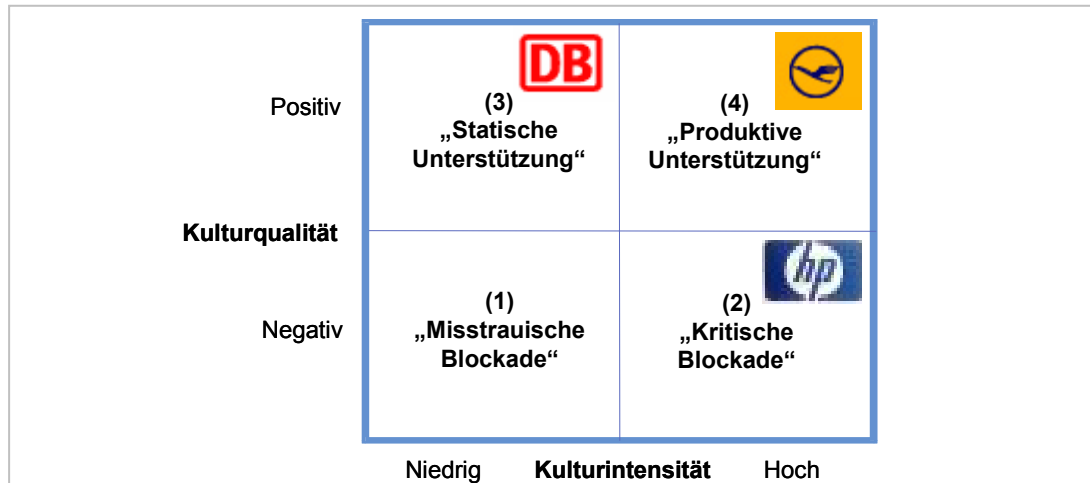 DB
Positiv
(3)
„Statische
Unterstützung“
(4)
„Produktive
Unterstützung“
Kulturqualität
hp
Negativ
(1)
„Misstrauische
Blockade“
(2)
„Kritische
Blockade“
Niedrig Kulturintensität Hoch